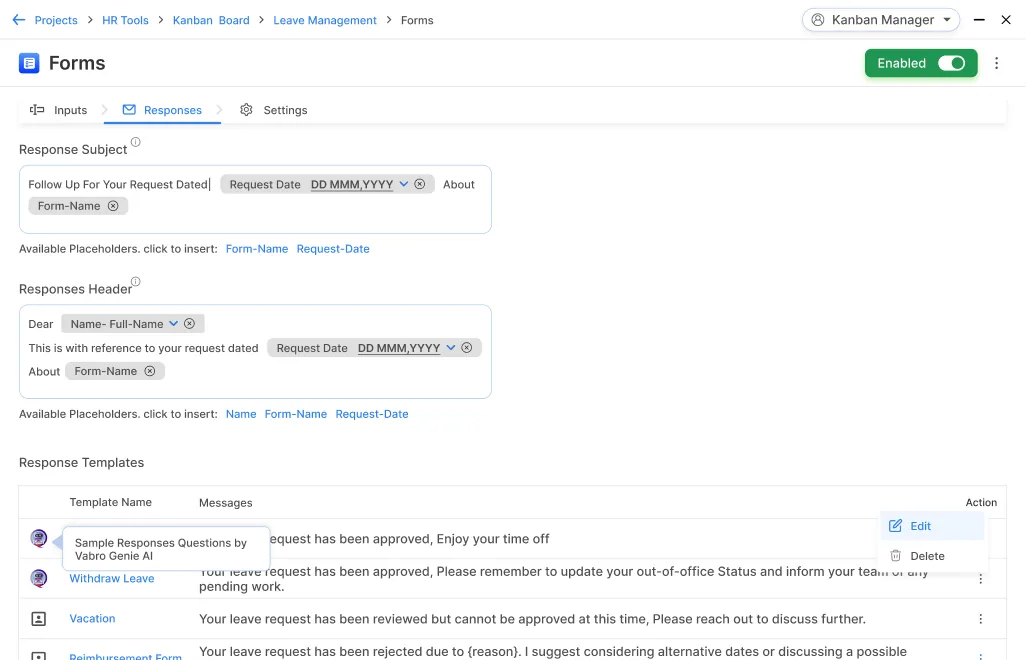 Projects > HR Tools > Kanban Board > Leave Management > Forms
Kanban Manager
Forms
Enabled
Inputs
Responses
Settings
Response Subject
Follow Up For Your Request Dated Request Date DD MMM,YYYY About
Form-Name
Available Placeholders. click to insert: Form-Name Request-Date
Responses Header
Dear Name- Full-Name
This is with reference to your request dated Request Date DD MMM,YYYY
About Form-Name
Available Placeholders. click to insert: Name Form-Name Request-Date
Response Templates
Template Name Messages Action
Sample Responses Questions by
Vabro Genie AI
request has been approved, Enjoy your time off
Edit
Delete
Withdraw Leave
Your leave request has been approved, Please remember to update your out-of-office Status and inform your team of any
pending work.
Vacation
Your leave request has been reviewed but cannot be approved at this time, Please reach out to discuss further.
Reimbursement Form
Your leave request has been rejected due to {reason}. I suggest considering alternative dates or discussing a possible